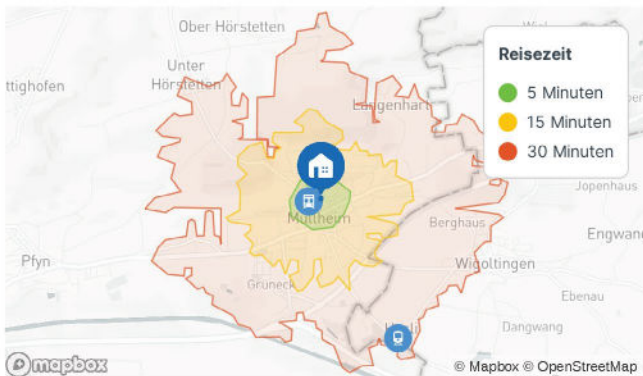 Ober Hörstetten
Unter
Hörstetten
ttighofen
Langenhart
Reisezeit
5 Minuten
15 Minuten
30 Minuten
Jopenhaus
Müllheim
Berghaus
Engwang
Pfyn
Wigoltingen
Grüneck
Ebenau
Dangwang
mapbox
© Mapbox © OpenStreetMap